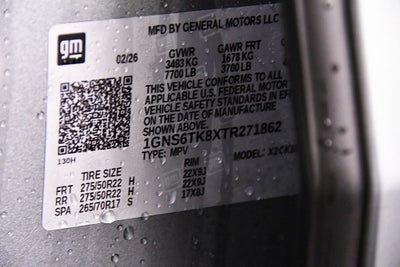 gm
MFD BY GENERAL MOTORS LLC
02/26 GVWR GAWR FRT
3493 KG 1678 KG
7700 LB 3700 LB
THIS VEHICLE CONFORMS TO ALL
APPLICABLE U.S. FEDERAL MOTOR
VEHICLE SAFETY STANDARDS IN EF
ON THE DATE OF MANUFACTURE
SHOWN ABOVE.
1GNS6TK8XTR271862
130H
TYPE: MPV MODEL:
TIRE SIZE RIM
FRT 275/50R22 H 22X9J
RR 275/50R22 H 22X9J
SPA 265/70R17 S 17X8J